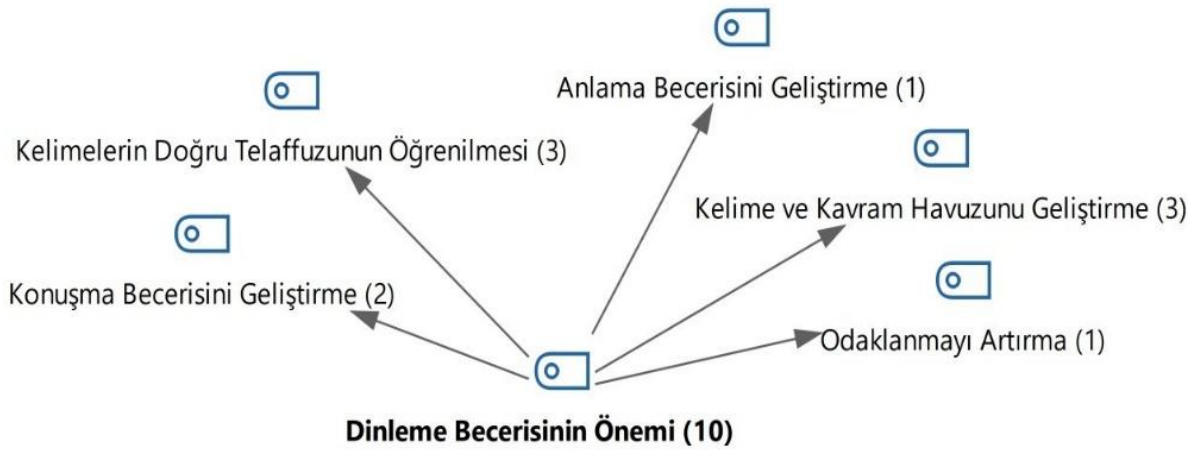 Anlama Becerisini Geliştirme (1)
Kelimelerin Doğru Telaffuzunun Öğrenilmesi (3)
Kelime ve Kavram Havuzunu Geliştirme (3)
Konuşma Becerisini Geliştirme (2)
Odaklanmayı Artırma (1)
Dinleme Becerisinin Önemi (10)